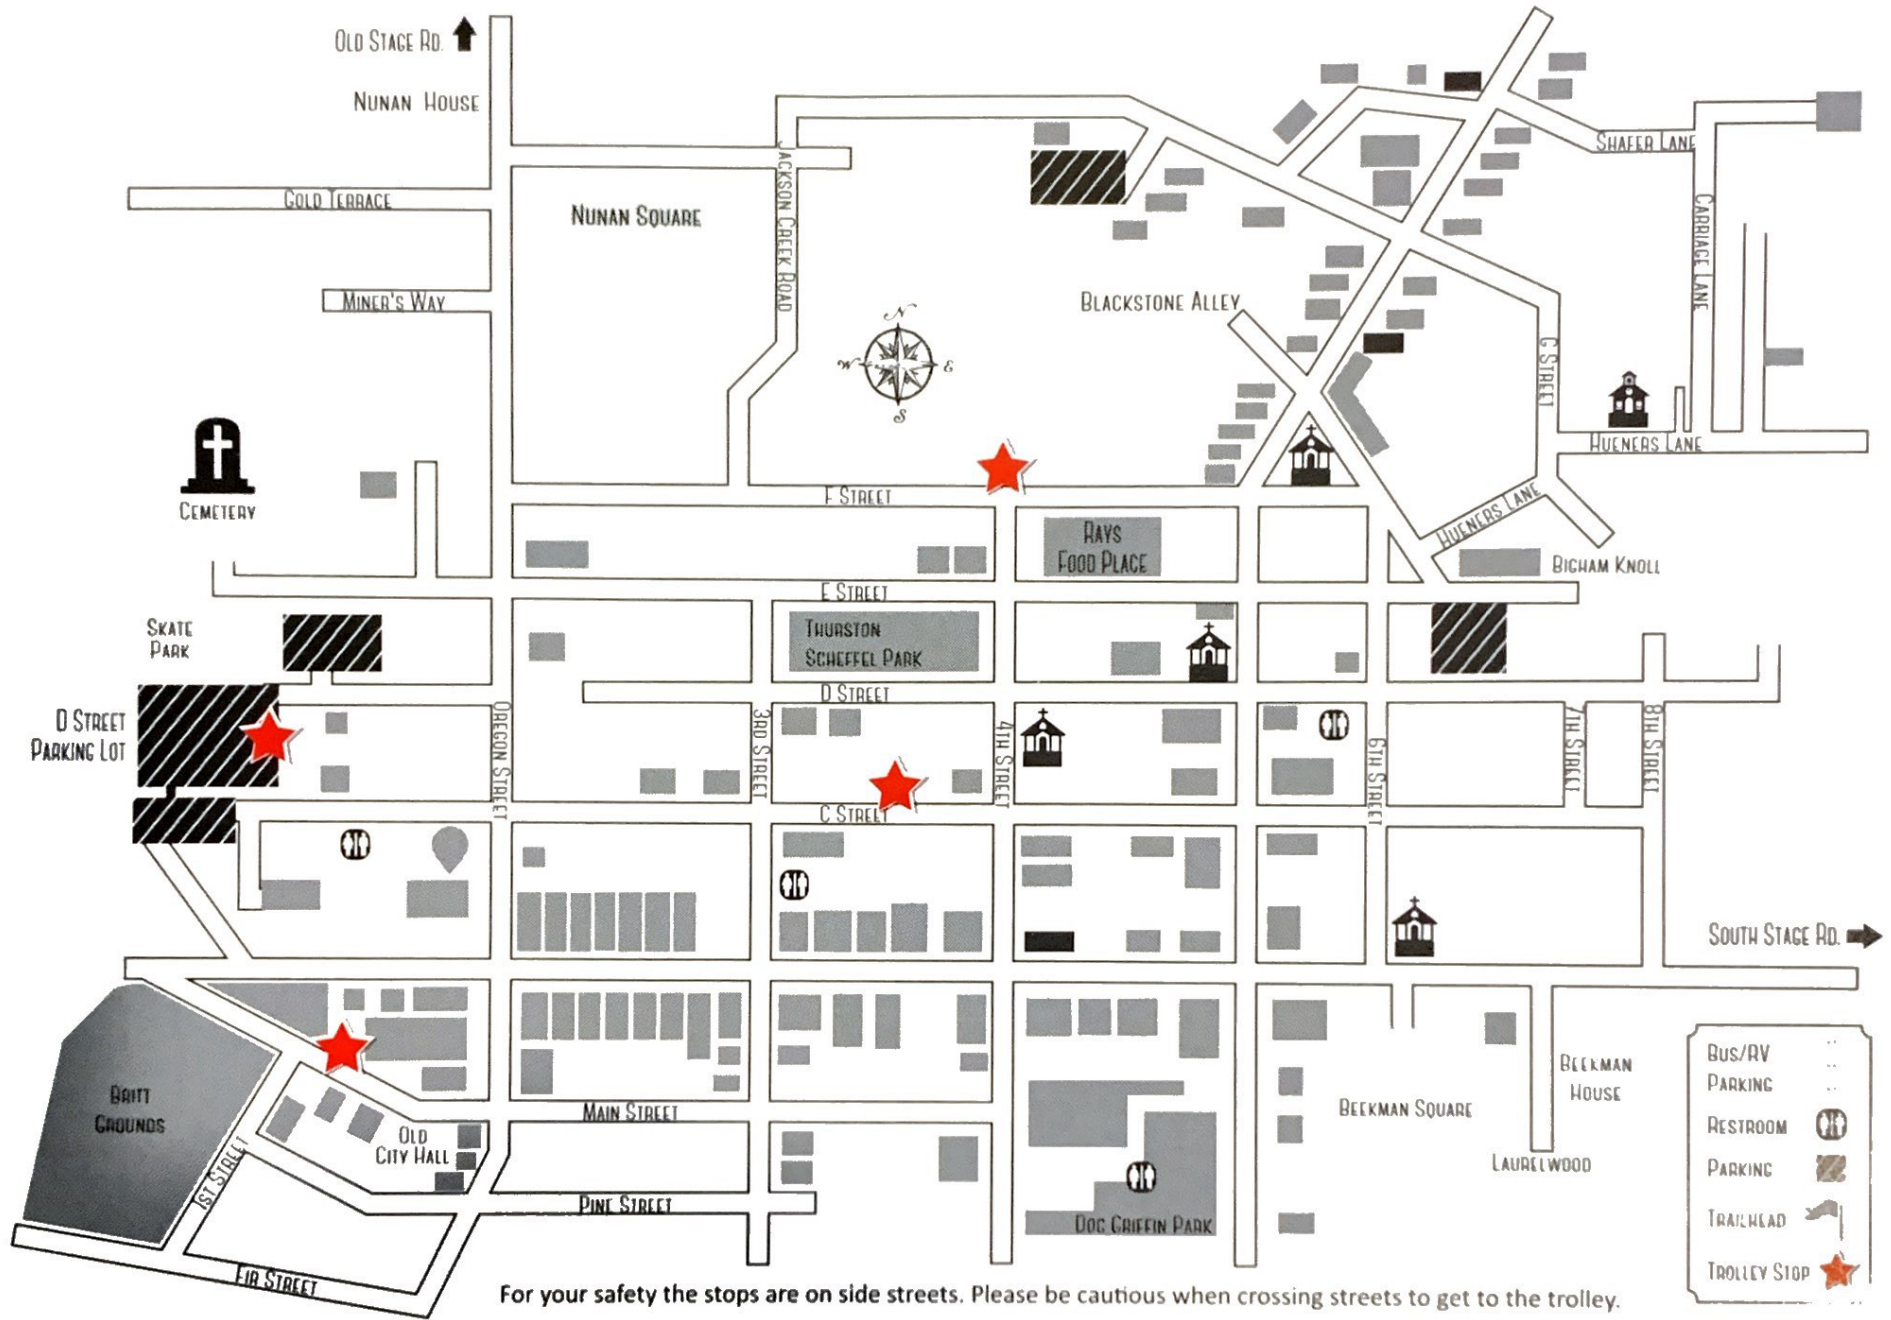 OLD STAGE RD.
NUNAN HOUSE
GOLD TERRACE
NUNAN SQUARE
JACKSON CREEK ROAD
MINER'S WAY
BLACKSTONE ALLEY
SHAFER LANE
CARRIAGE LANE
G STREET
HUENERS LANE
N
W
E
S
CEMETERY
F STREET
HUENERS LANE
RAYS
FOOD PLACE
BIGHAM KNOLL
E STREET
SKATE
PARK
THURSTON
SCHEFFEL PARK
D STREET
D STREET
PARKING LOT
OREGON STREET
3RD STREET
4TH STREET
6TH STREET
7TH STREET
8TH STREET
C STREET
SOUTH STAGE RD.
BRITT
GROUNDS
OLD
CITY HALL
MAIN STREET
1ST STREET
PINE STREET
FIR STREET
DOC GRIFFIN PARK
BEEKMAN SQUARE
BEEKMAN
HOUSE
LAURELWOOD
BUS/RV
PARKING
RESTROOM
PARKING
TRAILHEAD
TROLLEY STOP
For your safety the stops are on side streets. Please be cautious when crossing streets to get to the trolley.